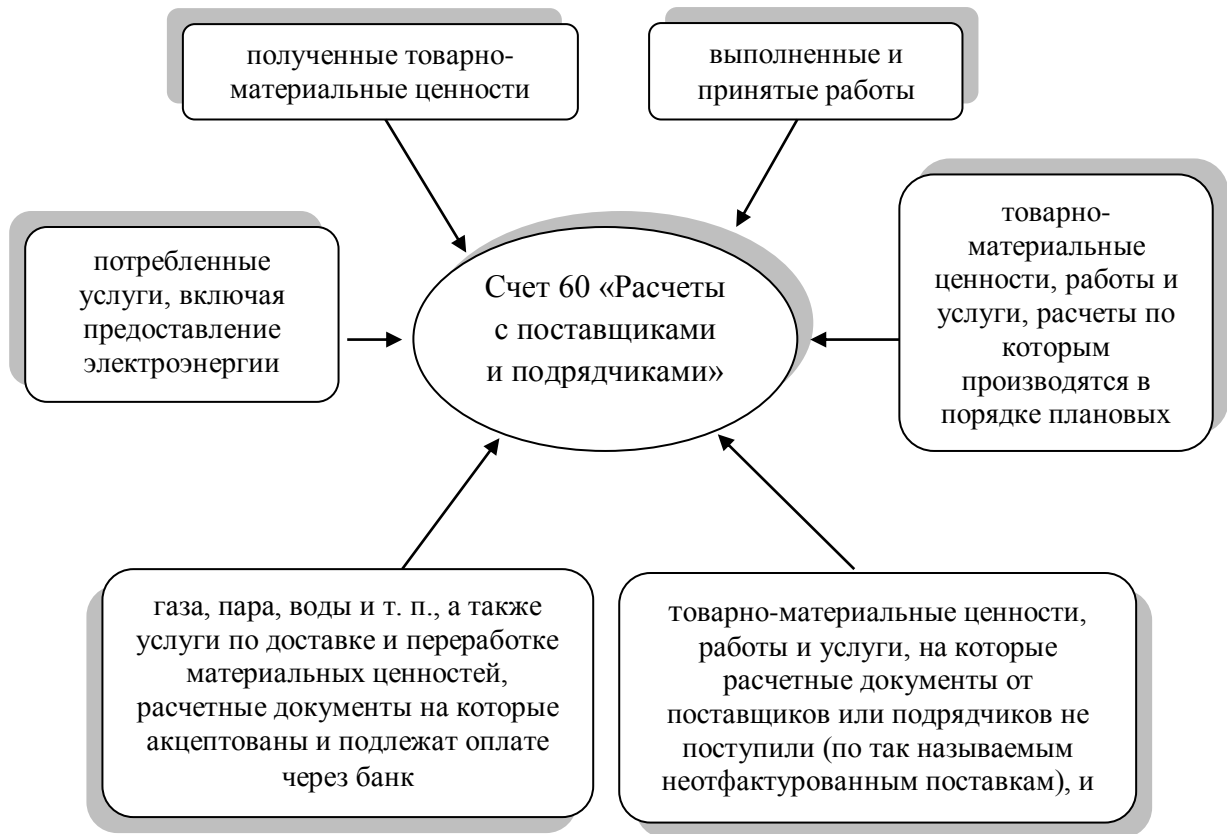 полученные товарно-
материальные ценности
выполненные и
принятые работы
потребленные
услуги, включая
предоставление
электроэнергии
Счет 60 «Расчеты
с поставщиками
и подрядчиками»
товарно-
материальные
ценности, работы и
услуги, расчеты по
которым
производятся в
порядке плановых
газа, пара, воды и т. п., а также
услуги по доставке и переработке
материальных ценностей,
расчетные документы на которые
акцептованы и подлежат оплате
через банк
товарно-материальные ценности,
работы и услуги, на которые
расчетные документы от
поставщиков или подрядчиков не
поступили (по так называемым
неотфактурованным поставкам), и